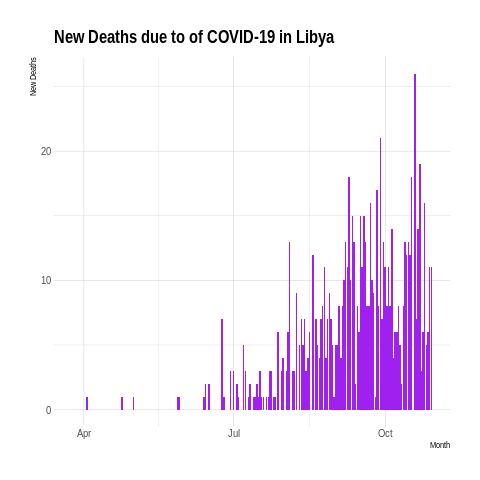 New Deaths due to of COVID-19 in Libya
New Deaths
20
10
0
Apr
Jul
Oct
Month